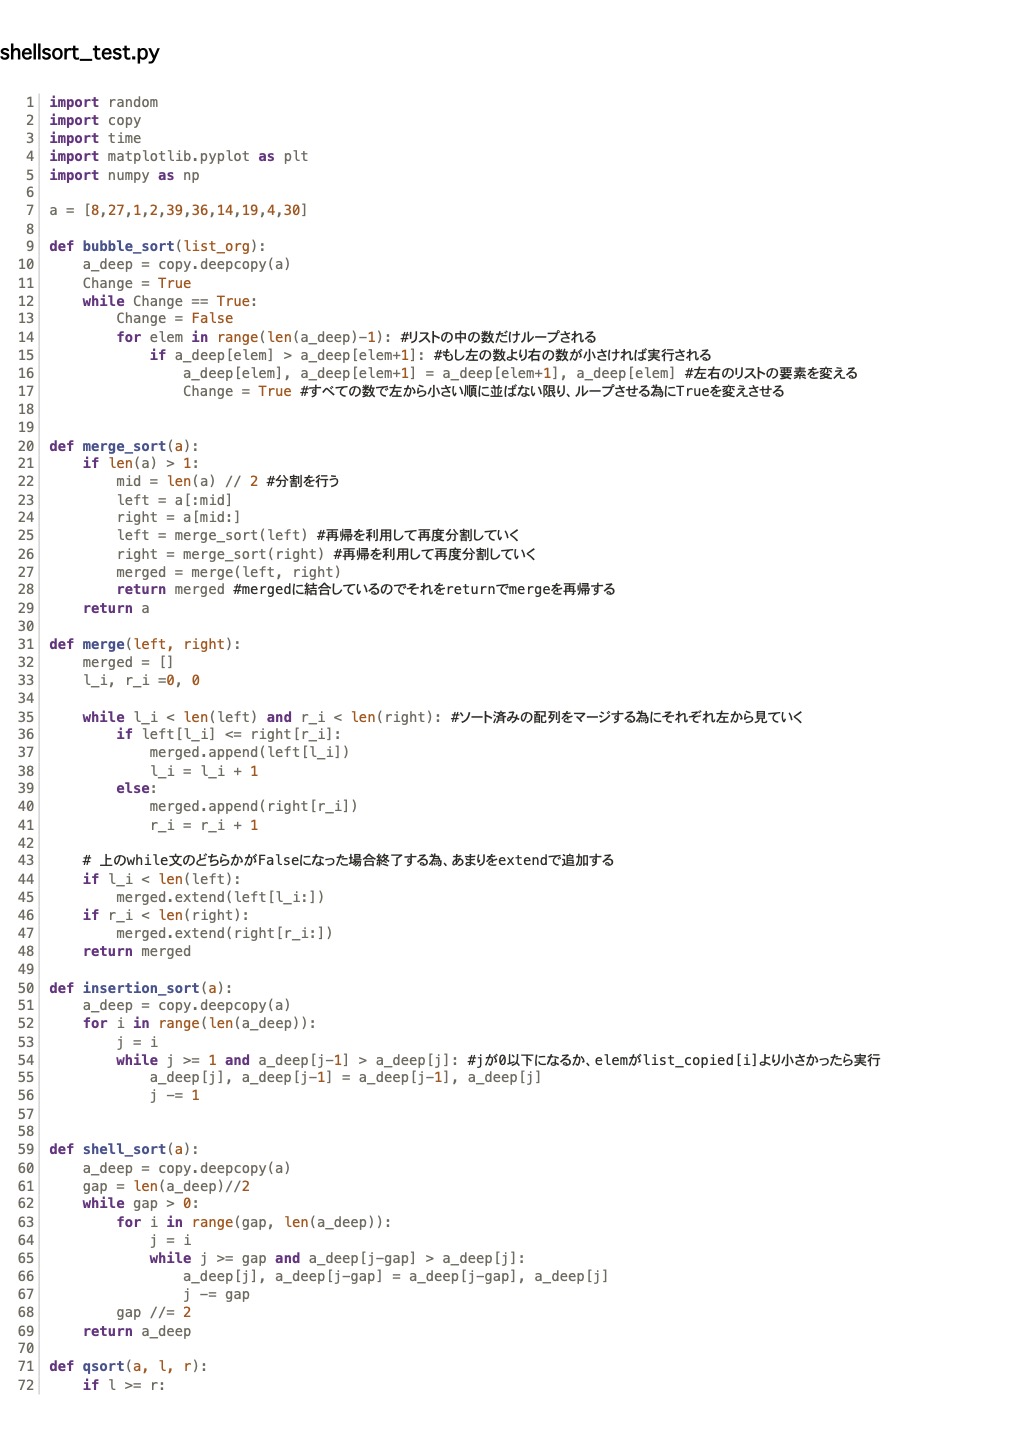 shellsort_test.py
1 import random
2 import copy
3 import time
4 import matplotlib.pyplot as plt
5 import numpy as np
6
7 a = [8,27,1,2,39,36,14,19,4,30]
8
9 def bubble_sort(list_org):
10     a_deep = copy.deepcopy(a)
11     Change = True
12     while Change == True:
13         Change = False
14         for elem in range(len(a_deep)-1): #リストの中の数だけループされる
15             if a_deep[elem] > a_deep[elem+1]: #もし左の数より右の数が小さければ実行される
16                 a_deep[elem], a_deep[elem+1] = a_deep[elem+1], a_deep[elem] #左右のリストの要素を変える
17                 Change = True #すべての数で左から小さい順に並ばない限り、ループさせる為にTrueを変えさせる
18
19
20 def merge_sort(a):
21     if len(a) > 1:
22         mid = len(a) // 2 #分割を行う
23         left = a[:mid]
24         right = a[mid:]
25         left = merge_sort(left) #再帰を利用して再度分割していく
26         right = merge_sort(right) #再帰を利用して再度分割していく
27         merged = merge(left, right)
28         return merged #mergedに結合しているのでそれをreturnでmergeを再帰する
29     return a
30
31 def merge(left, right):
32     merged = []
33     l_i, r_i =0, 0
34
35     while l_i < len(left) and r_i < len(right): #ソート済みの配列をマージする為にそれぞれ左から見ていく
36         if left[l_i] <= right[r_i]:
37             merged.append(left[l_i])
38             l_i = l_i + 1
39         else:
40             merged.append(right[r_i])
41             r_i = r_i + 1
42
43     # 上のwhile文のどちらかがFalseになった場合終了する為、あまりをextendで追加する
44     if l_i < len(left):
45         merged.extend(left[l_i:])
46     if r_i < len(right):
47         merged.extend(right[r_i:])
48     return merged
49
50 def insertion_sort(a):
51     a_deep = copy.deepcopy(a)
52     for i in range(len(a_deep)):
53         j = i
54         while j >= 1 and a_deep[j-1] > a_deep[j]: #jが0以下になるか、elemがlist_copied[i]より小さかったら実行
55             a_deep[j], a_deep[j-1] = a_deep[j-1], a_deep[j]
56             j -= 1
57
58
59 def shell_sort(a):
60     a_deep = copy.deepcopy(a)
61     gap = len(a_deep)//2
62     while gap > 0:
63         for i in range(gap, len(a_deep)):
64             j = i
65             while j >= gap and a_deep[j-gap] > a_deep[j]:
66                 a_deep[j], a_deep[j-gap] = a_deep[j-gap], a_deep[j]
67                 j -= gap
68         gap //= 2
69     return a_deep
70
71 def qsort(a, l, r):
72     if l >= r: